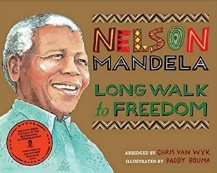 NELSON
MANDELA
LONG WALK
to FREEDOM
ABRIDGED BY CHRIS VAN WYK
ILLUSTRATED BY PADDY BOUMA